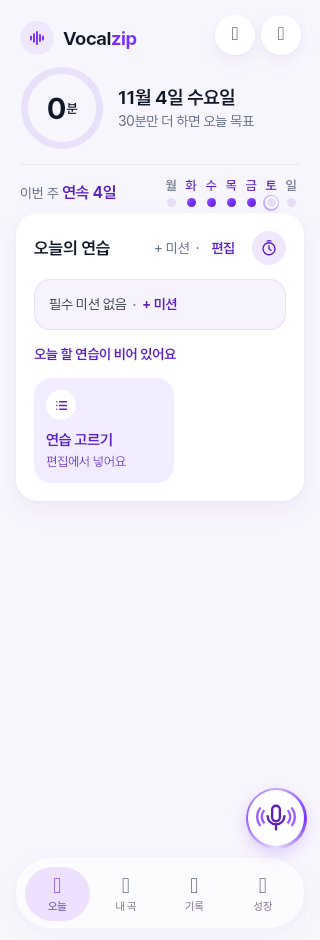 Vocalzip
0분
11월 4일 수요일
30분만 더 하면 오늘 목표
이번 주 연속 4일
월 화 수 목 금 토 일
오늘의 연습
+ 미션 · 편집
필수 미션 없음 · + 미션
오늘 할 연습이 비어 있어요
연습 고르기
편집에서 넣어요
오늘 내 곡 기록 성장